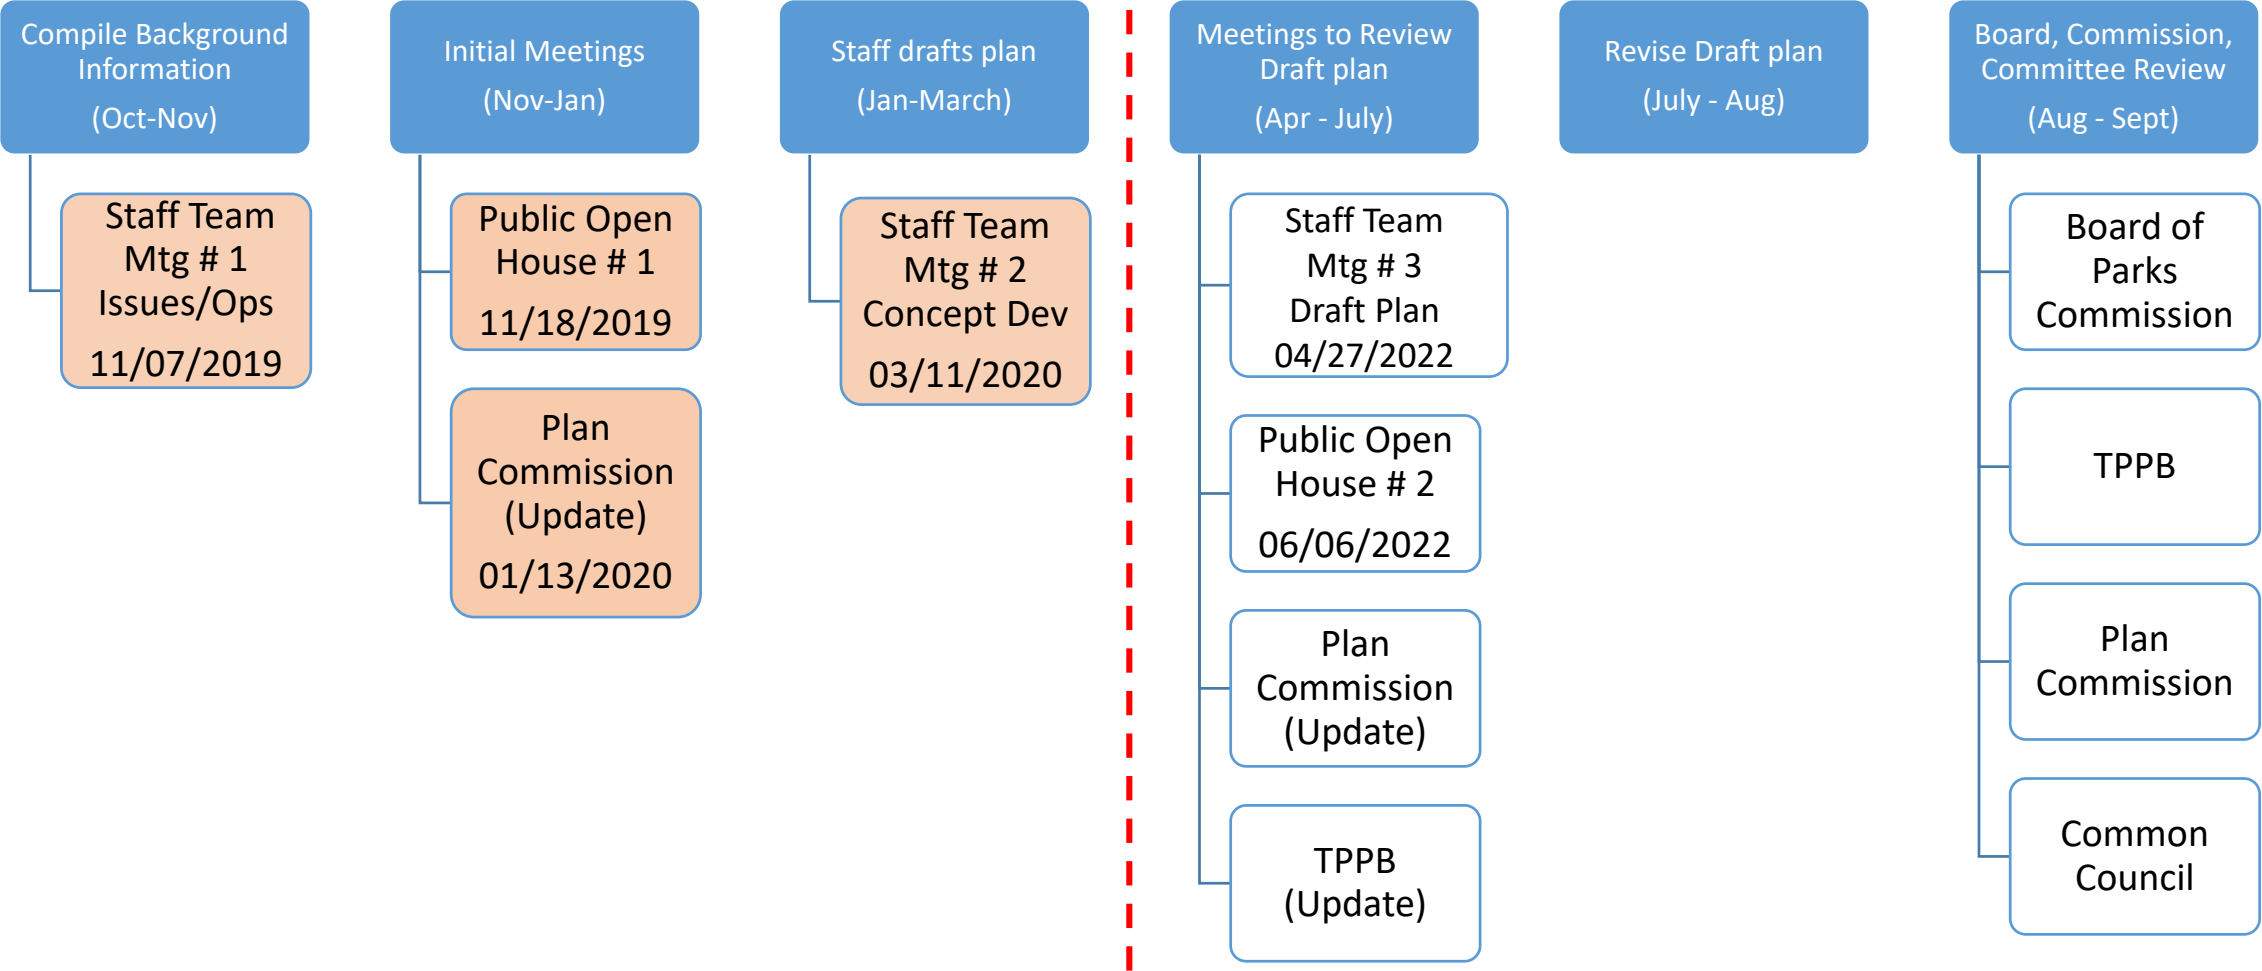 Compile Background
Information
(Oct-Nov)
Staff Team
Mtg # 1
Issues/Ops
11/07/2019
Initial Meetings
(Nov-Jan)
Public Open
House # 1
11/18/2019
Plan
Commission
(Update)
01/13/2020
Staff drafts plan
(Jan-March)
Staff Team
Mtg # 2
Concept Dev
03/11/2020
Meetings to Review
Draft plan
(Apr - July)
Staff Team
Mtg # 3
Draft Plan
04/27/2022
Public Open
House # 2
06/06/2022
Plan
Commission
(Update)
TPPB
(Update)
Revise Draft plan
(July - Aug)
Board, Commission,
Committee Review
(Aug - Sept)
Board of
Parks
Commission
TPPB
Plan
Commission
Common
Council